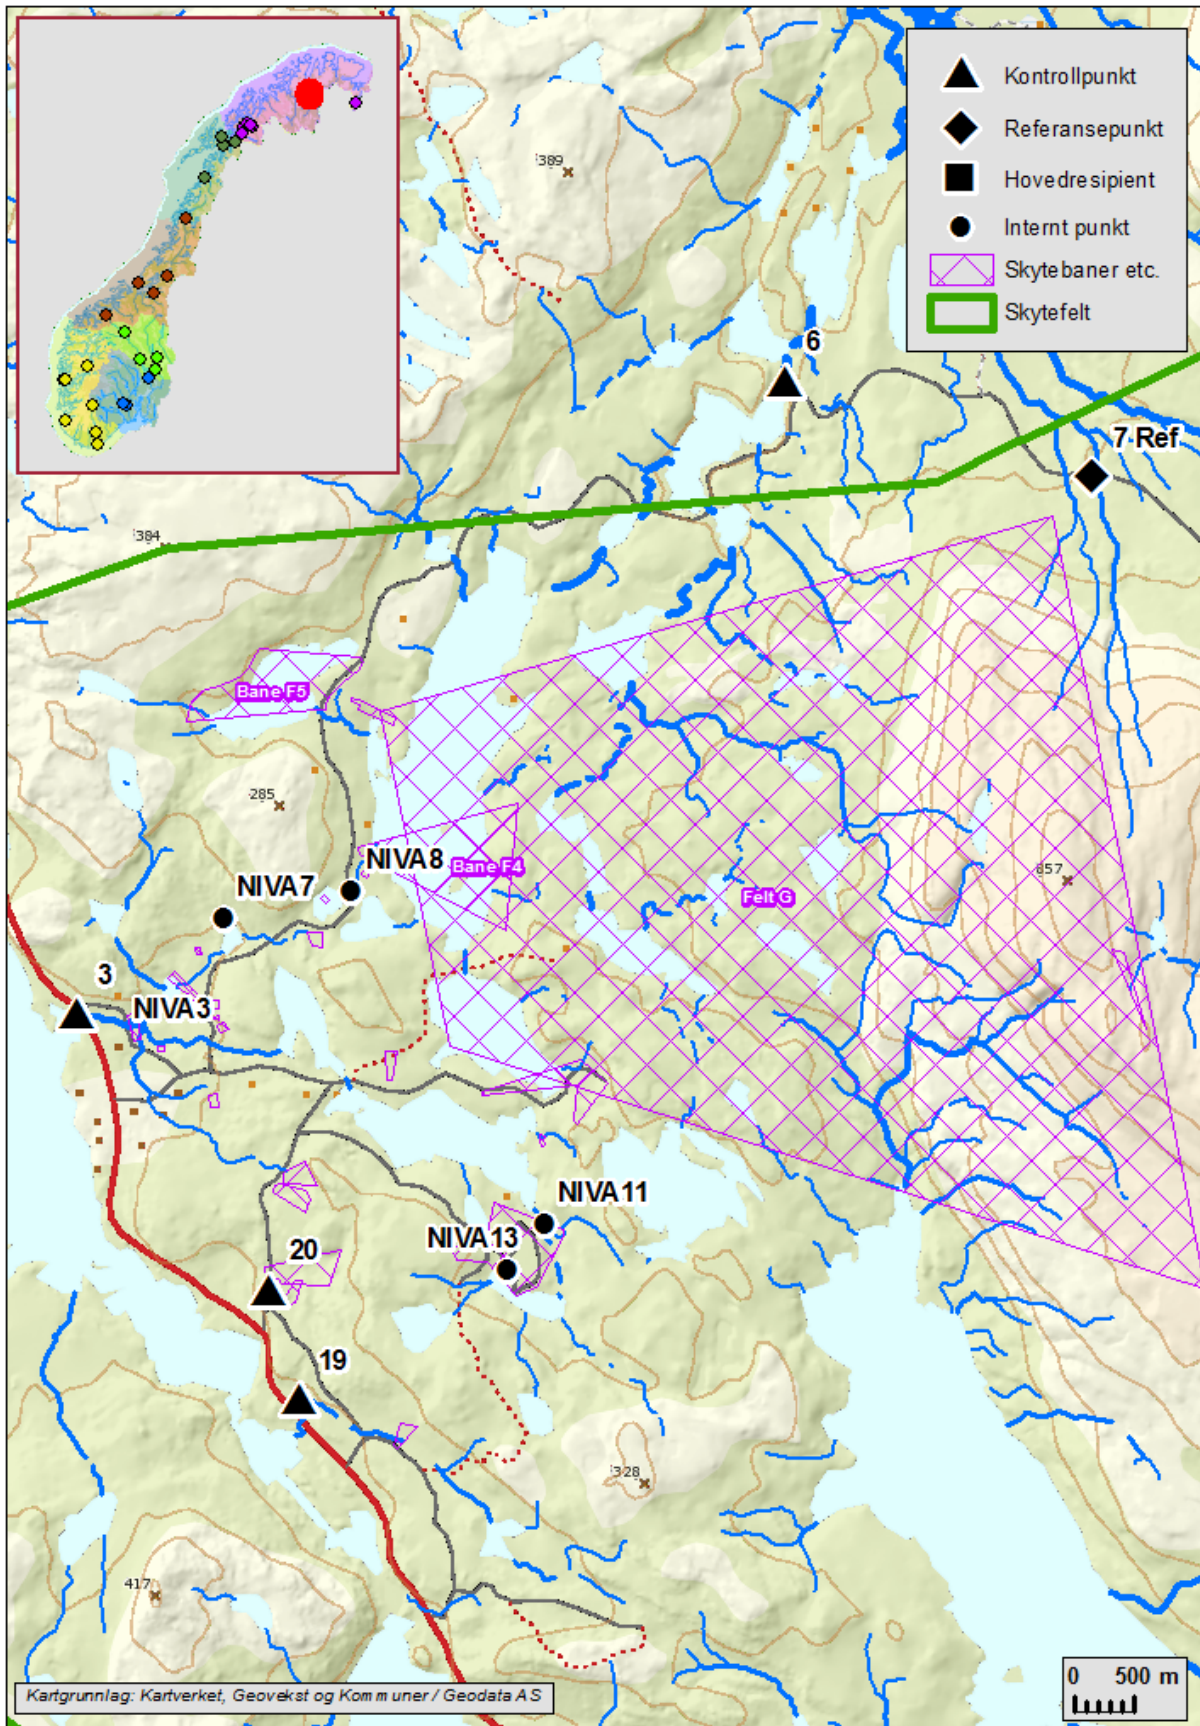 Kontrollpunkt
Referansepunkt
Hovedresipient
Internt punkt
Skytebaner etc.
Skytefelt
389
6
7 Ref
384
Bane F5
285
NIVA8
NIVA7
Bane F4
857
Felt G
3
NIVA3
NIVA11
NIVA13
20
19
328
417
0 500 m
Kartgrunnlag: Kartverket, Geovekst og Kommuner / Geodata AS